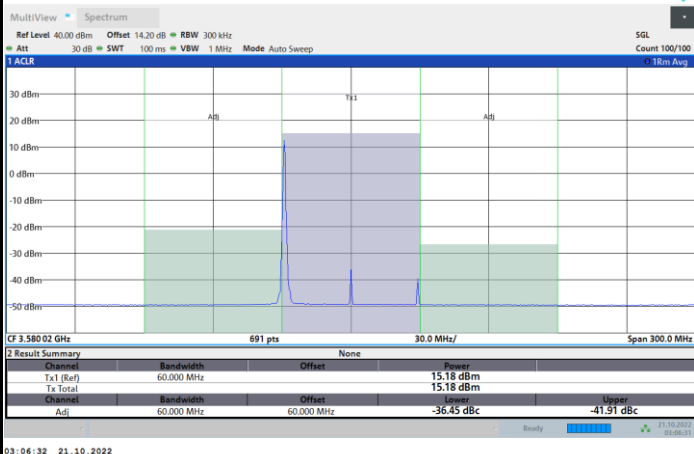 MultiView Spectrum
Ref Level 40.00 dBm Offset 14.20 dB RBW 300 kHz SGL
Att 30 dB SWT 100 ms VBW 1 MHz Mode Auto Sweep Count 100/100
1 ACLR 1Rm Avg
30 dBm
Tx1
20 dBm Adj Adj
10 dBm
0 dBm
-10 dBm
-20 dBm
-30 dBm
-40 dBm
-50 dBm
CF 3.580 02 GHz 691 pts 30.0 MHz/ Span 300.0 MHz
2 Result Summary None
Channel Bandwidth Offset Power
Tx1 (Ref) 60.000 MHz 15.18 dBm
Tx Total 15.18 dBm
Channel Bandwidth Offset Lower Upper
Adj 60.000 MHz 60.000 MHz -36.45 dBc -41.91 dBc
Ready 21.10.2022
03:06:31
03:06:32 21.10.2022